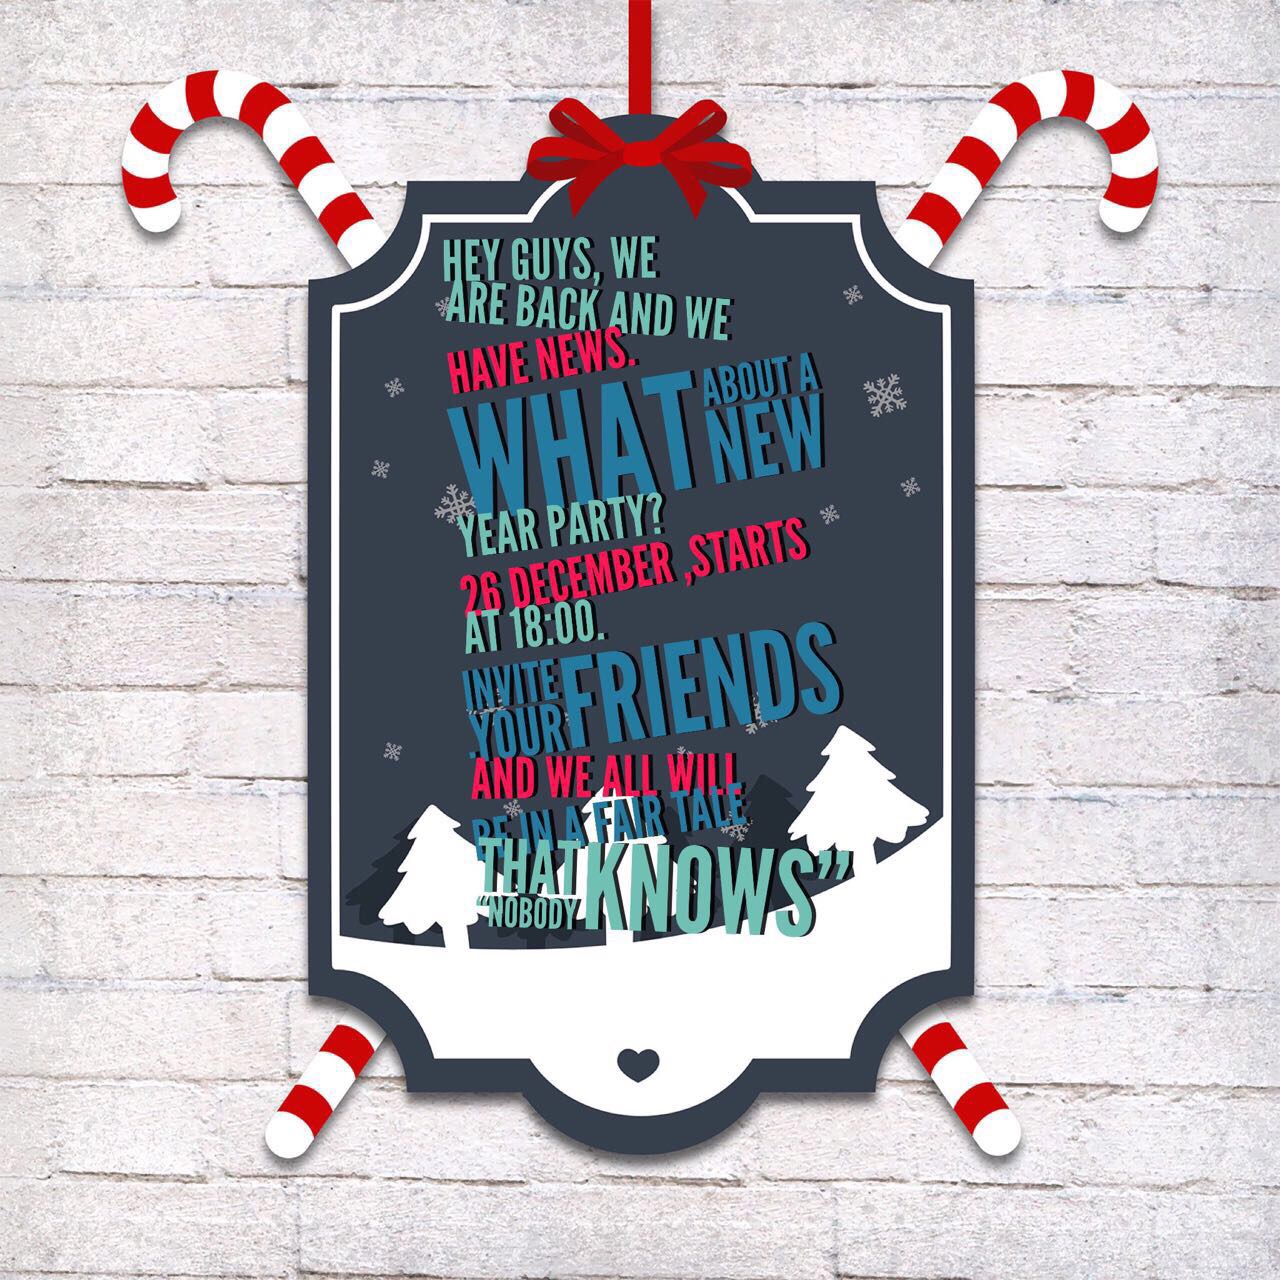 HEY GUYS, WE
ARE BACK AND WE
HAVE NEWS.
WHAT ABOUT A
NEW
YEAR PARTY?
26 DECEMBER ,STARTS
AT 18:00.
INVITE
.YOUR FRIENDS
AND WE ALL WILL
BE IN A FAIR TALE
THAT
“NOBODY KNOWS”